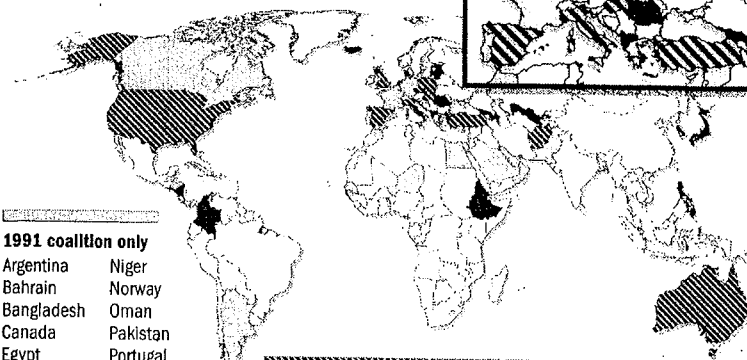 1991 coalition only
Argentina Niger
Bahrain Norway
Bangladesh Oman
Canada Pakistan
Egypt Portugal